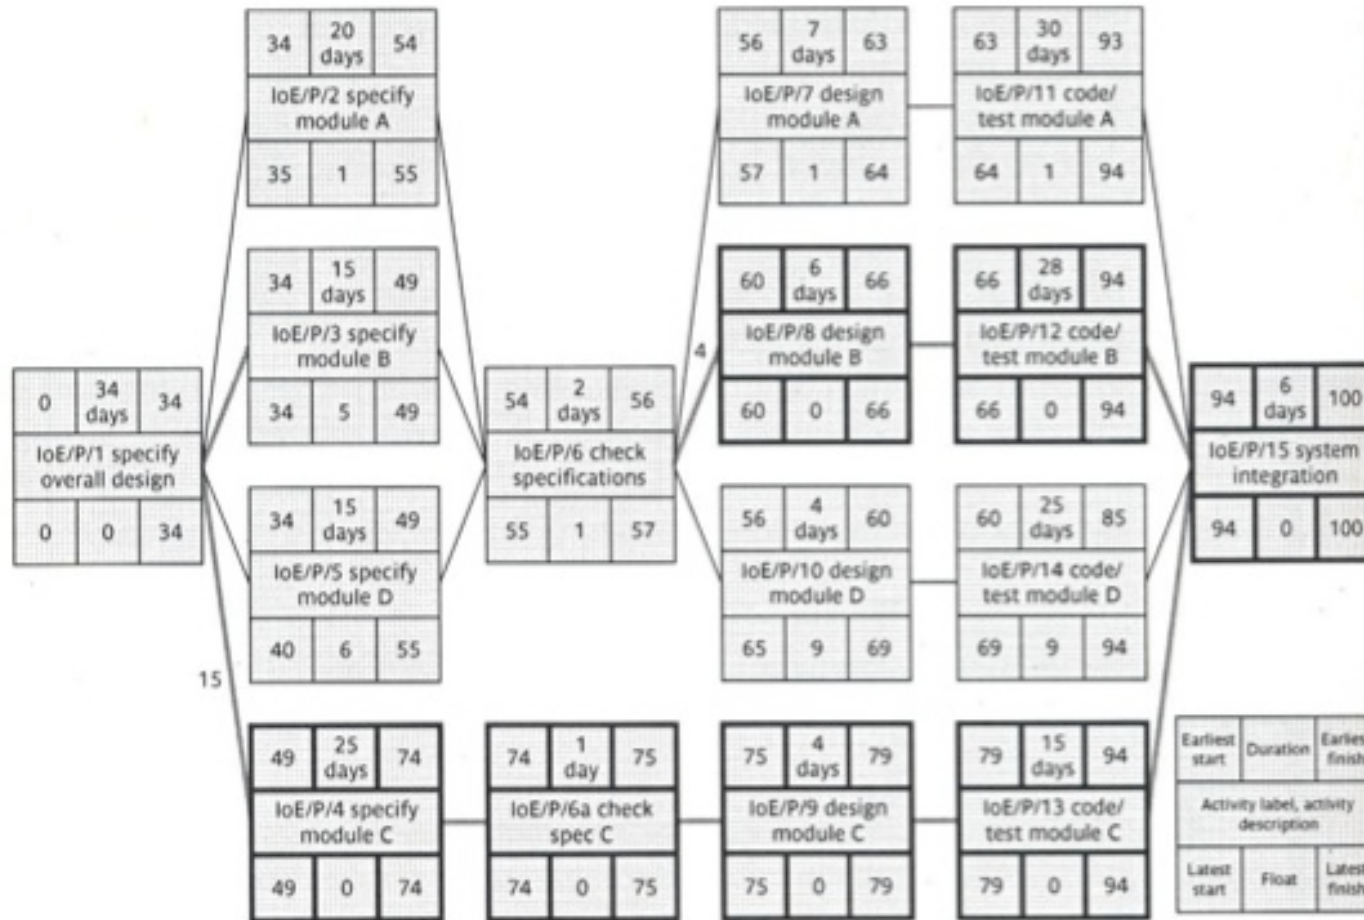 0
34
days
34
IoE/P/1 specify
overall design
0 0 34
34
20
days
54
IoE/P/2 specify
module A
35 1 55
34
15
days
49
IoE/P/3 specify
module B
34 5 49
34
15
days
49
IoE/P/5 specify
module D
40 6 55
15
49
25
days
74
IoE/P/4 specify
module C
49 0 74
54
2
days
56
IoE/P/6 check
specifications
55 1 57
74
1
day
75
IoE/P/6a check
spec C
74 0 75
56
7
days
63
IoE/P/7 design
module A
57 1 64
4
60
6
days
66
IoE/P/8 design
module B
60 0 66
56
4
days
60
IoE/P/10 design
module D
65 9 69
75
4
days
79
IoE/P/9 design
module C
75 0 79
63
30
days
93
IoE/P/11 code/
test module A
64 1 94
66
28
days
94
IoE/P/12 code/
test module B
66 0 94
60
25
days
85
IoE/P/14 code/
test module D
69 9 94
79
15
days
94
IoE/P/13 code/
test module C
79 0 94
94
6
days
100
IoE/P/15 system
integration
94 0 100
Earliest
start
Duration
Earlies
finish
Activity label, activity
description
Latest
start
Float
Latest
finish